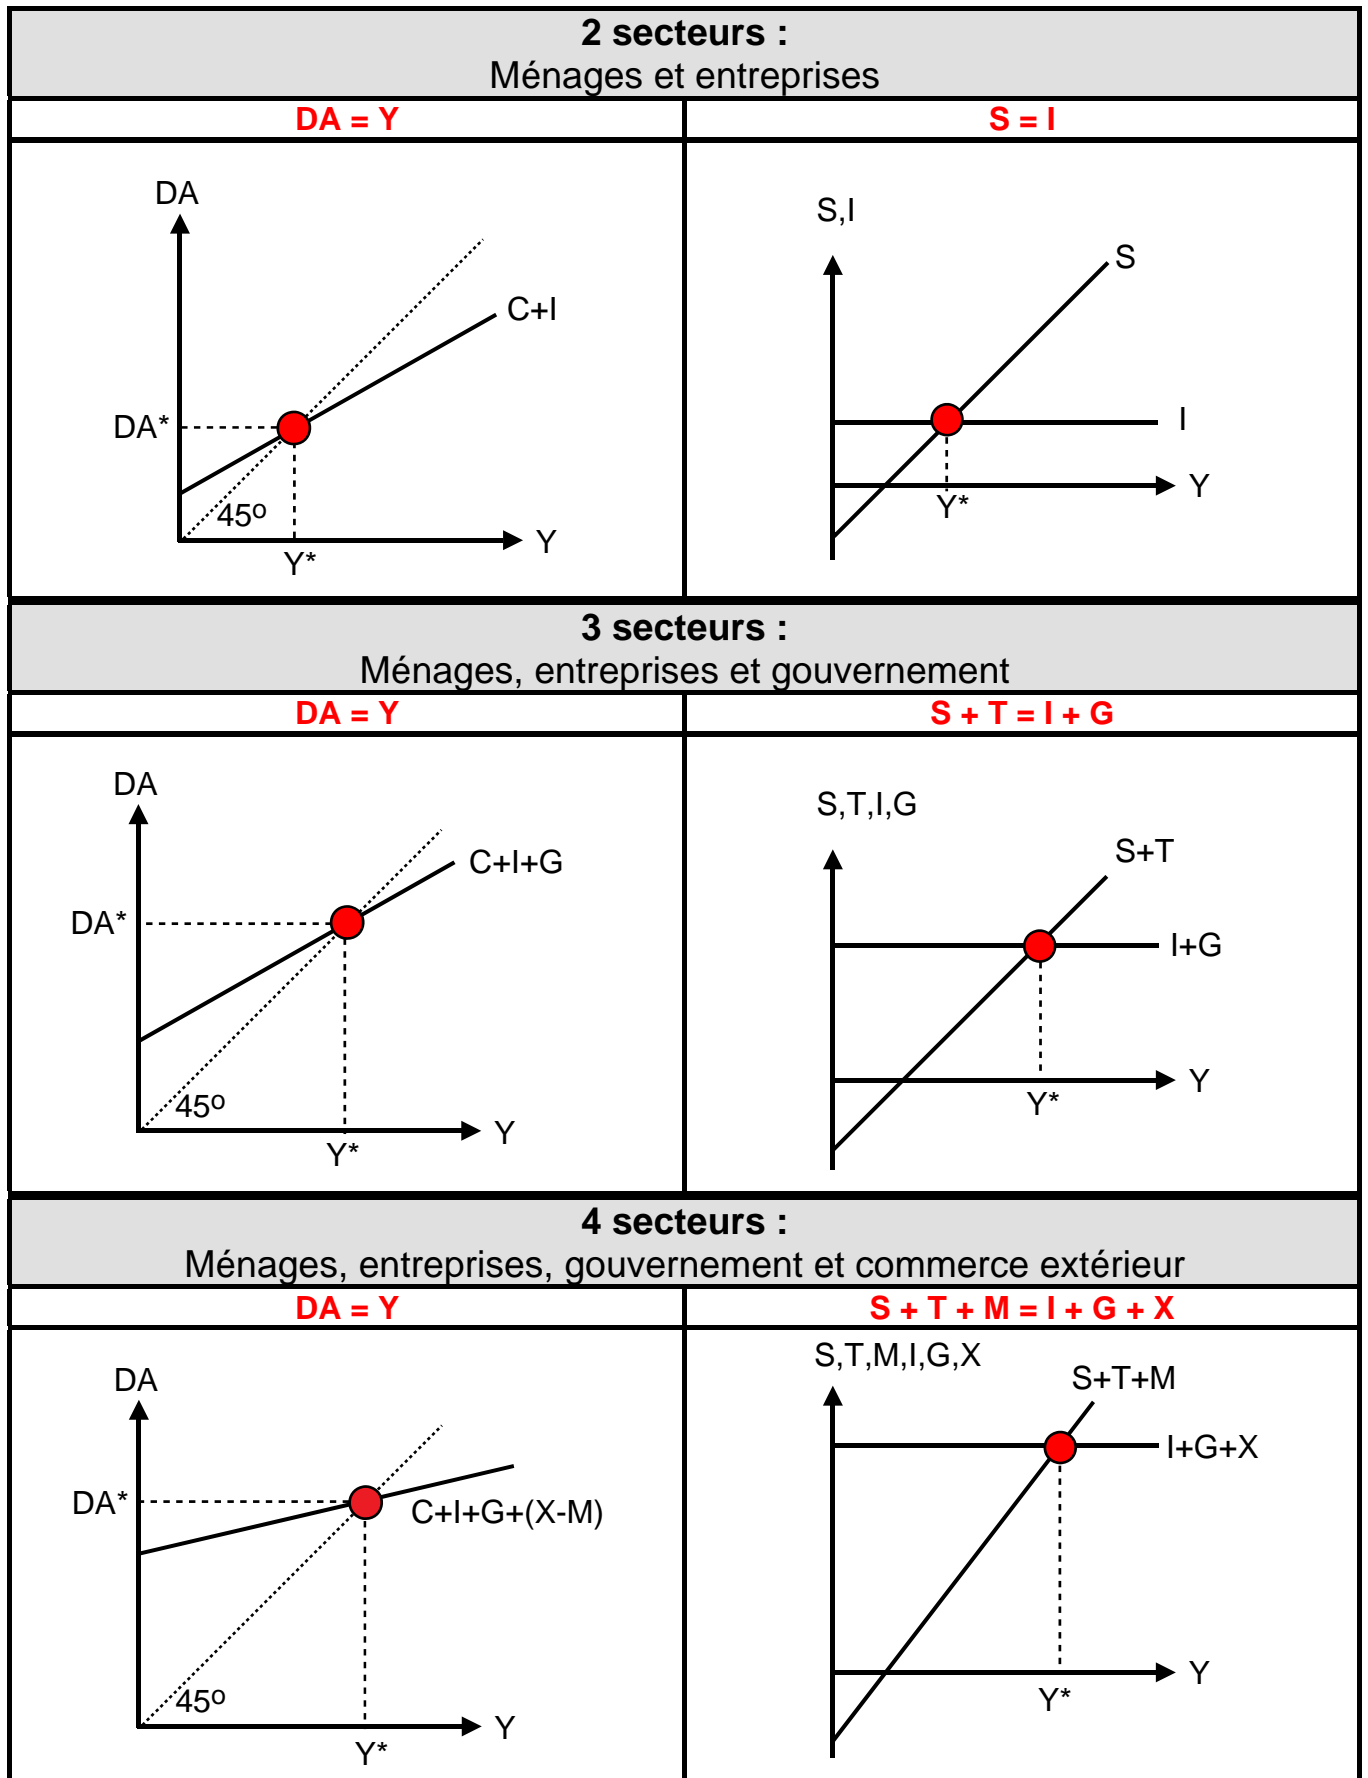 2 secteurs :
Ménages et entreprises
DA = Y
S = I
DA
C+I
DA*
45º
Y
Y*
S,I
S
I
Y
Y*
3 secteurs :
Ménages, entreprises et gouvernement
DA = Y
S + T = I + G
DA
C+I+G
DA*
45º
Y
Y*
S,T,I,G
S+T
I+G
Y
Y*
4 secteurs :
Ménages, entreprises, gouvernement et commerce extérieur
DA = Y
S + T + M = I + G + X
DA
DA*
C+I+G+(X-M)
45º
Y
Y*
S,T,M,I,G,X
S+T+M
I+G+X
Y
Y*